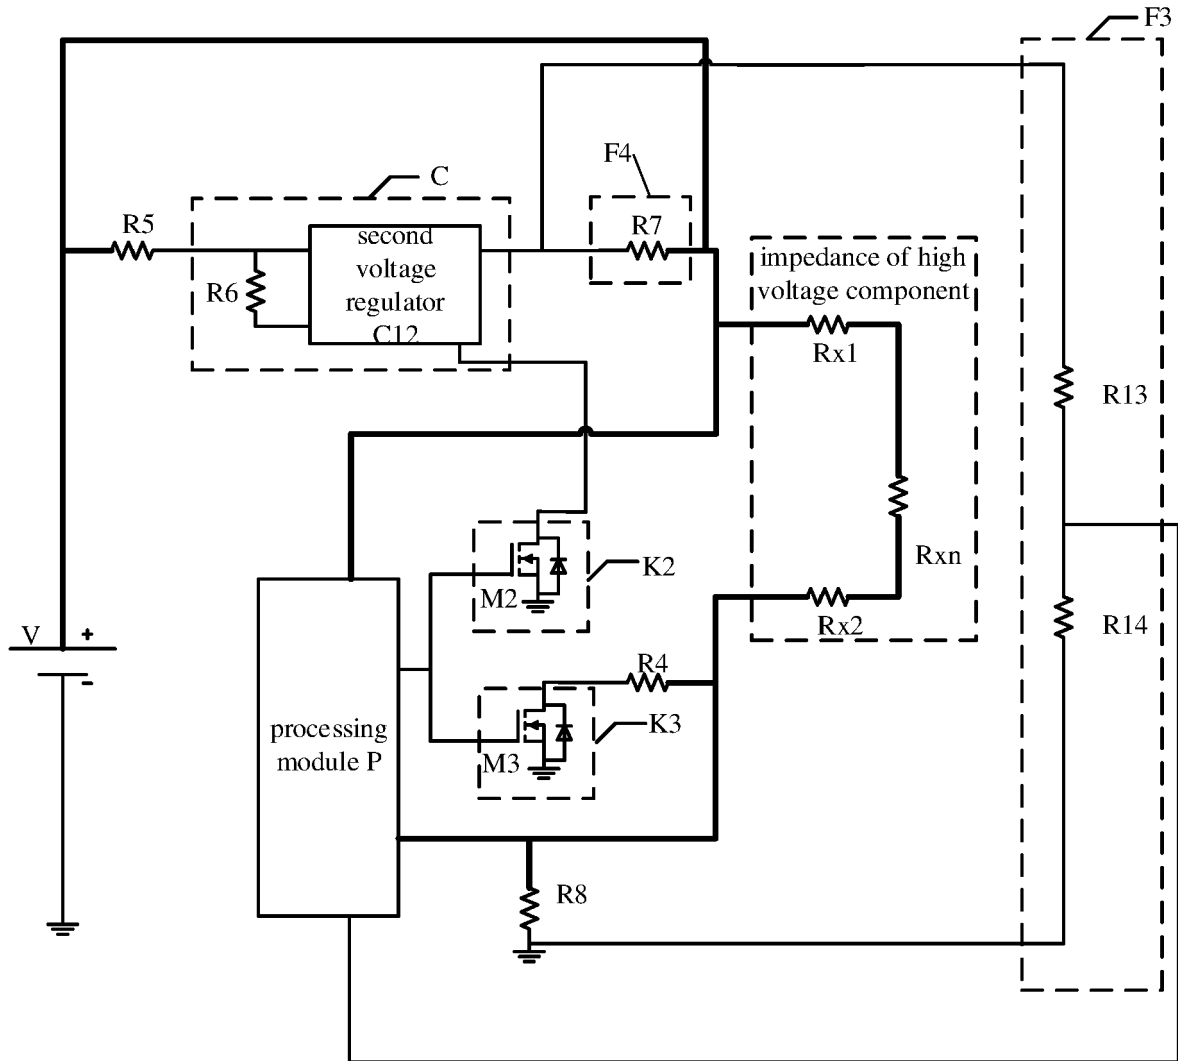 F3
F4
C
R5
R7
second
voltage
regulator
C12
R6
impedance of high
voltage component
Rx1
R13
K2
Rxn
M2
Rx2
R14
V
+
-
R4
K3
processing
module P
M3
R8